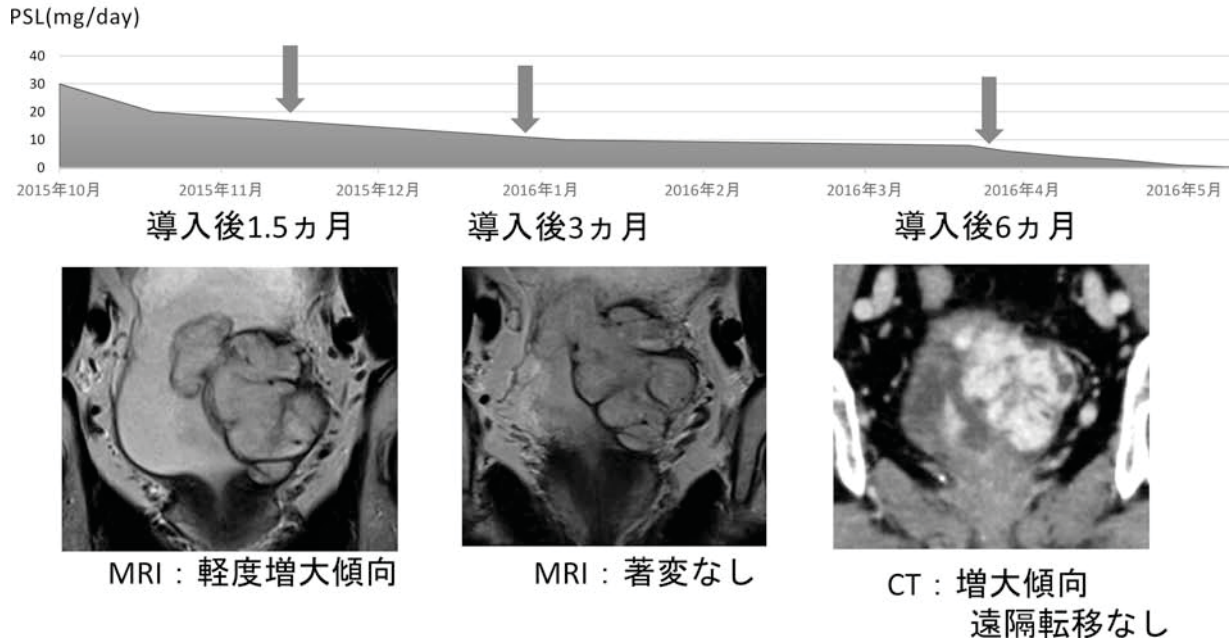 PSL(mg/day)
40
30
20
10
0
2015年10月 2015年11月 2015年12月 2016年1月 2016年2月 2016年3月 2016年4月 2016年5月
導入後1.5ヵ月 導入後3ヵ月 導入後6ヵ月
MRI：軽度増大傾向 MRI：著変なし CT：増大傾向
遠隔転移なし